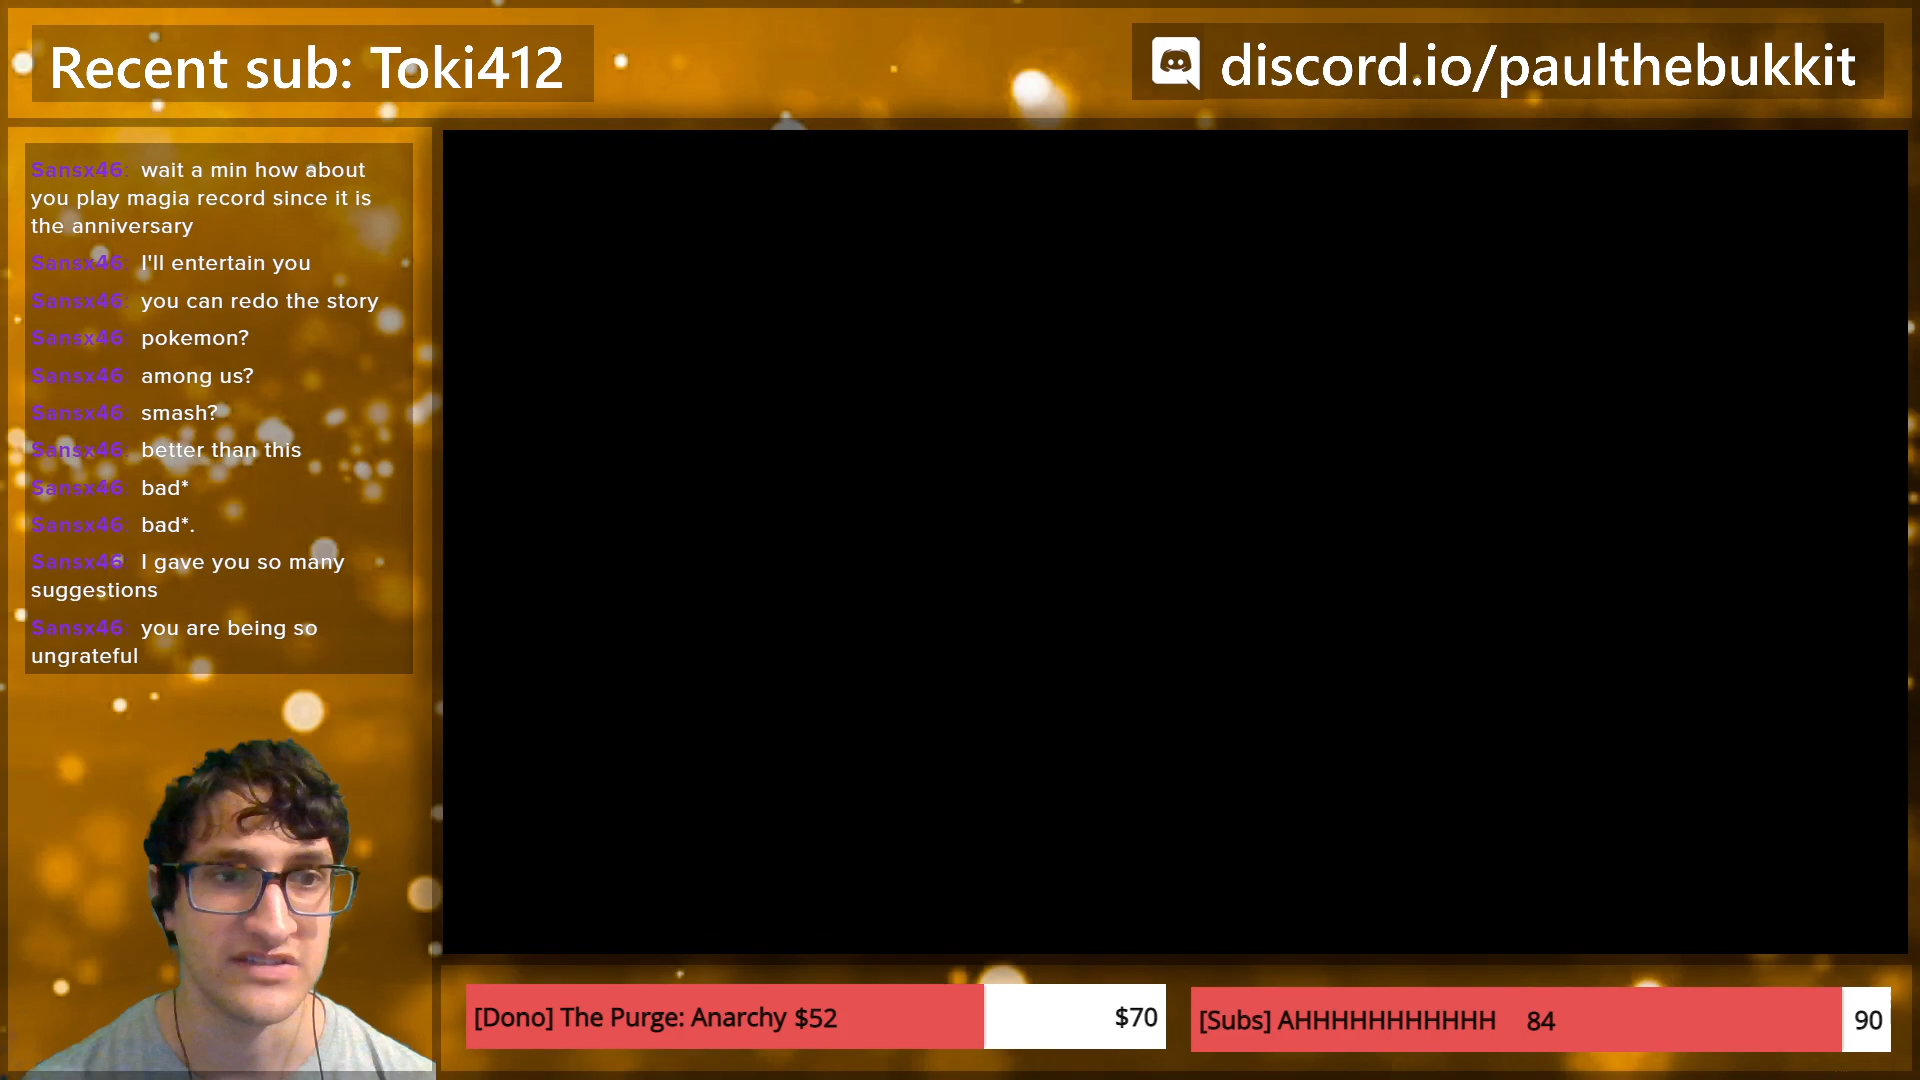 Recent sub: Toki412
discord.io/paulthebukkit
Sansx46: wait a min how about
you play magia record since it is
the anniversary
Sansx46: I'll entertain you
Sansx46: you can redo the story
Sansx46: pokemon?
Sansx46: among us?
Sansx46: smash?
Sansx46: better than this
Sansx46: bad*
Sansx46: bad*.
Sansx46: I gave you so many
suggestions
Sansx46: you are being so
ungrateful
[Dono] The Purge: Anarchy $52 $70
[Subs] AHHHHHHHHHHH 84 90